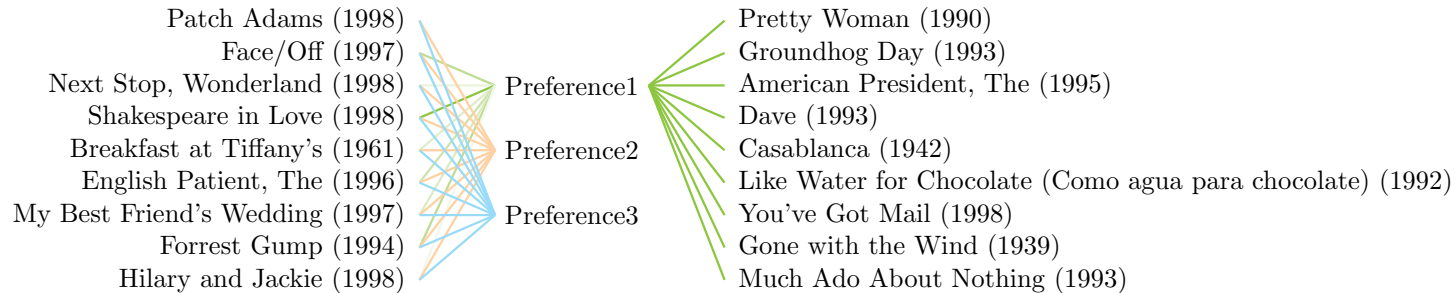 Patch Adams (1998)
Face/Off (1997)
Next Stop, Wonderland (1998)
Shakespeare in Love (1998)
Breakfast at Tiffany's (1961)
English Patient, The (1996)
My Best Friend's Wedding (1997)
Forrest Gump (1994)
Hilary and Jackie (1998)
Preference1
Preference2
Preference3
Pretty Woman (1990)
Groundhog Day (1993)
American President, The (1995)
Dave (1993)
Casablanca (1942)
Like Water for Chocolate (Como agua para chocolate) (1992)
You've Got Mail (1998)
Gone with the Wind (1939)
Much Ado About Nothing (1993)